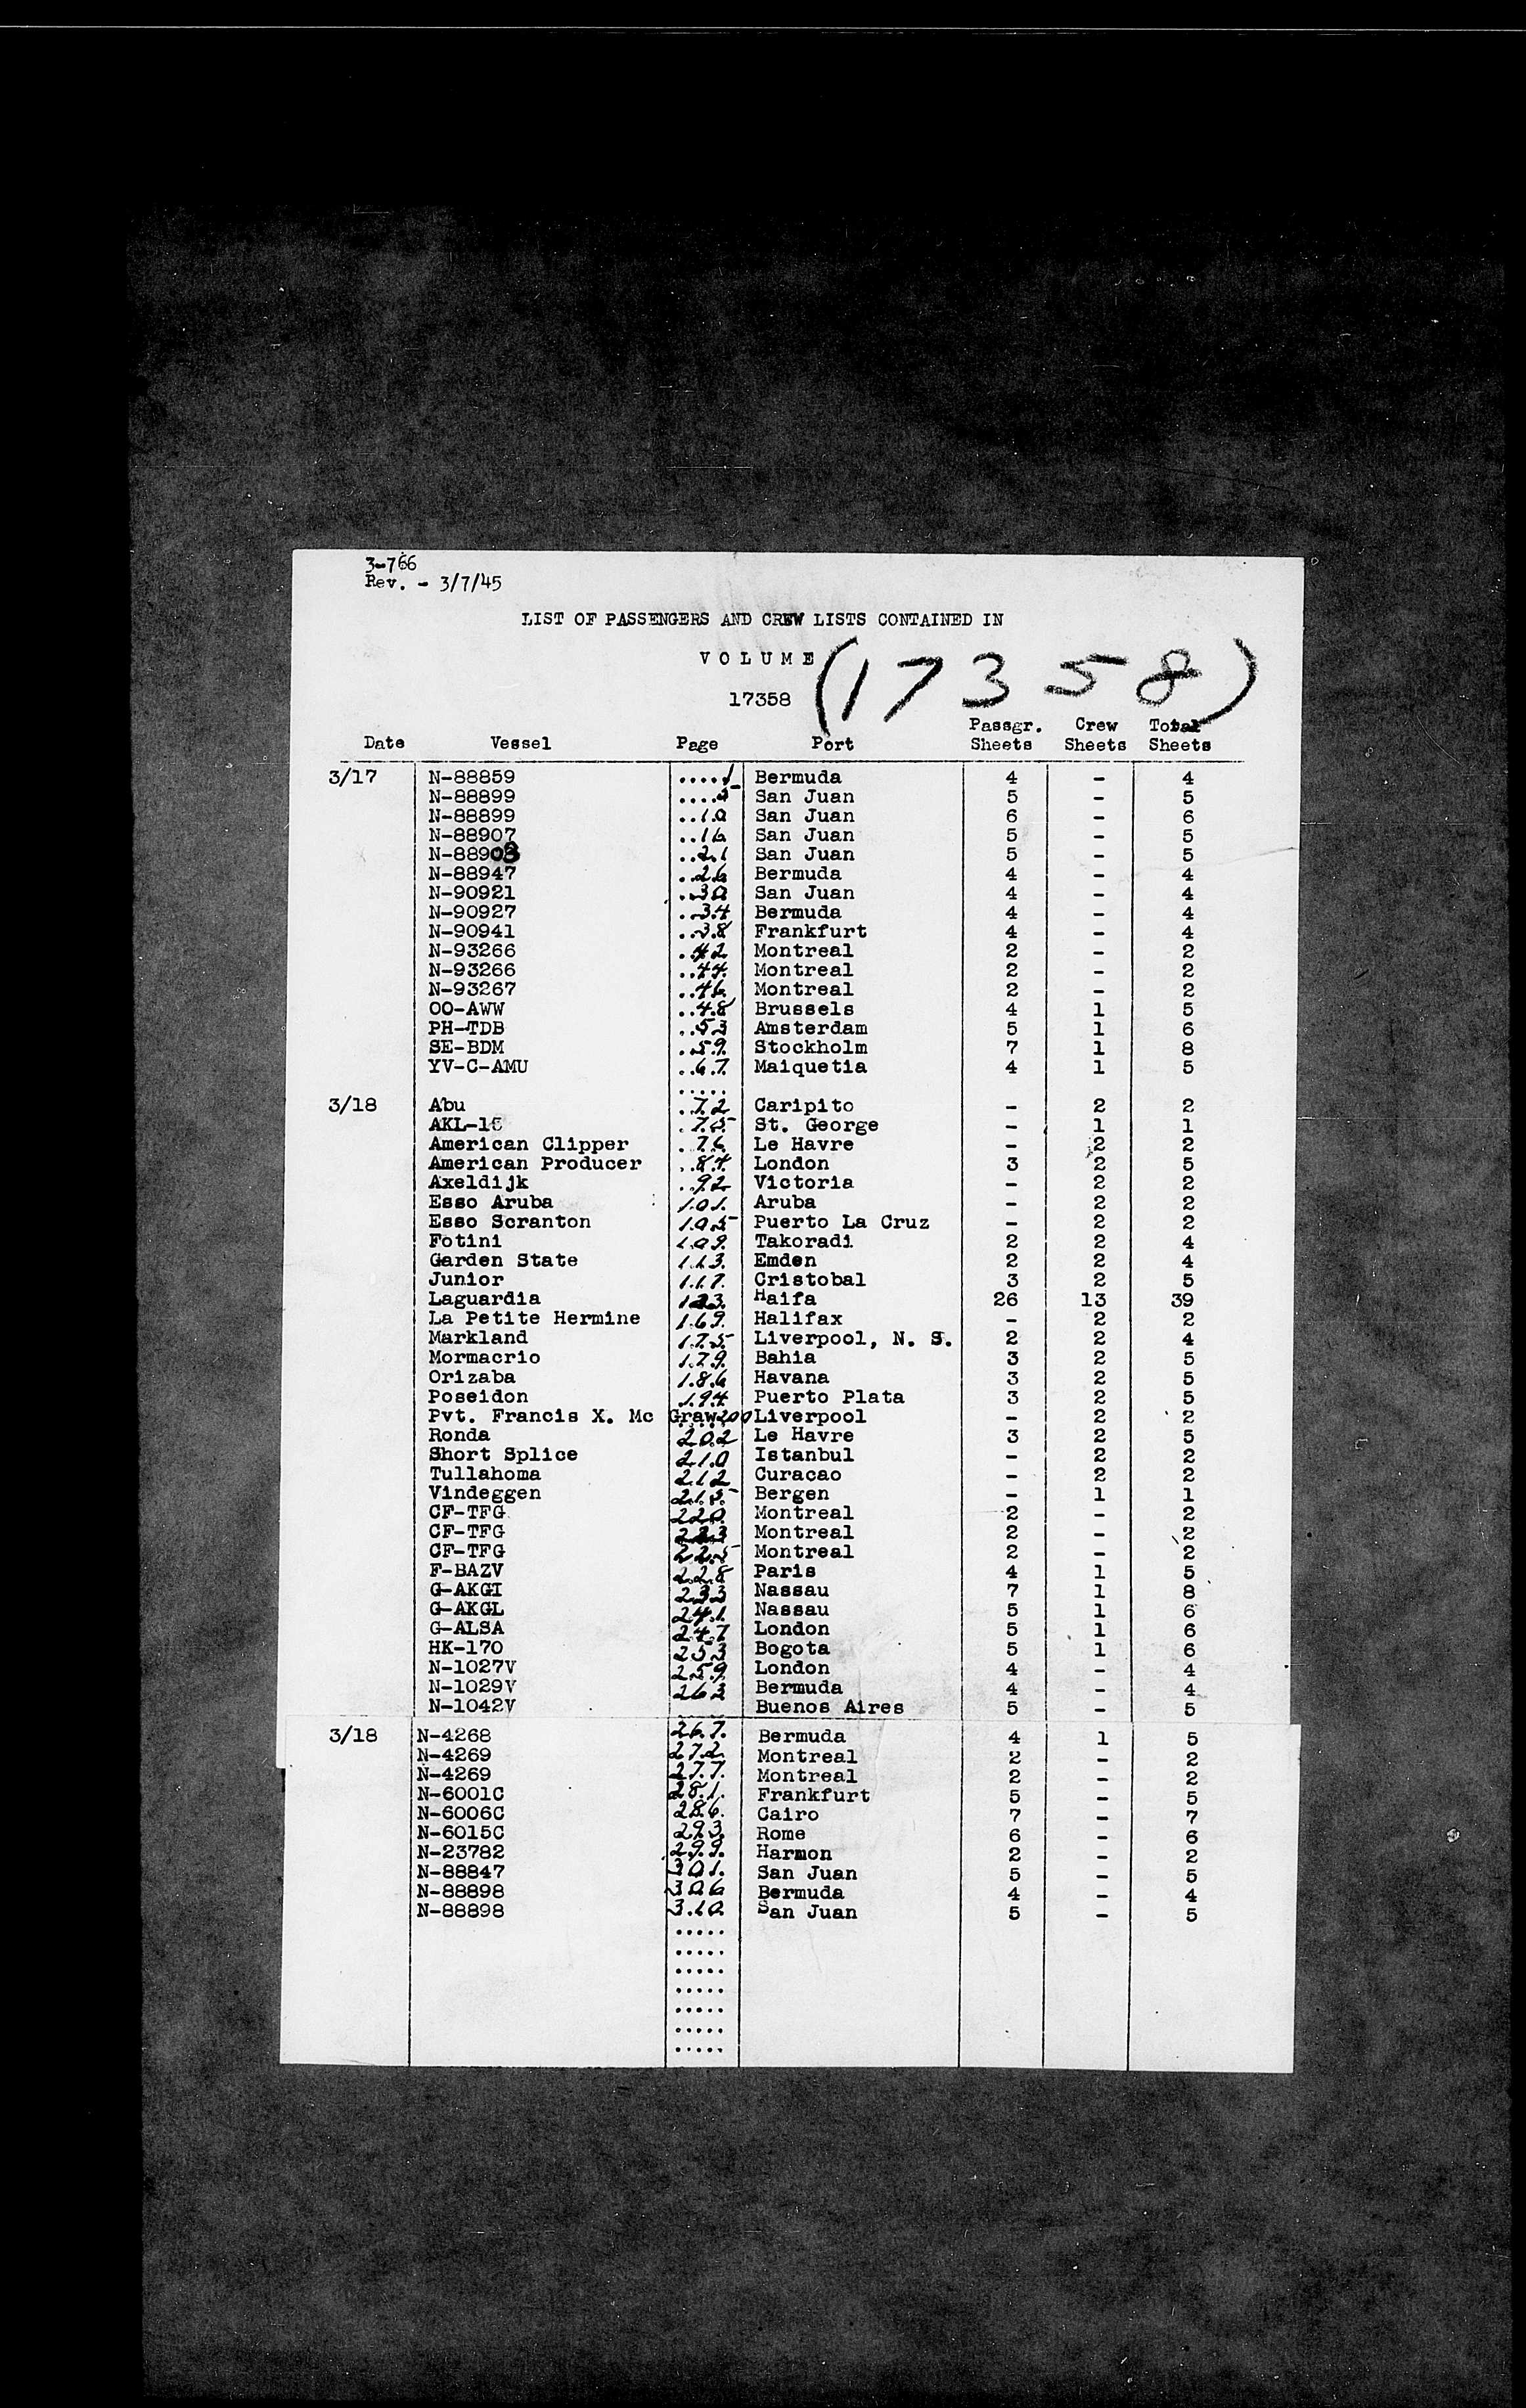 3-766
Rev. - 3/7/45
LIST OF PASSENGERS AND CREW LISTS CONTAINED IN
VOLUME (17358)
17358
Date Vessel Page Port Passgr. Sheets Crew Sheets Total Sheets
3/17 N-88859 1 Bermuda 4 - 4
N-88899 5 San Juan 5 - 5
N-88899 10 San Juan 6 - 6
N-88907 16 San Juan 5 - 5
N-88903 21 San Juan 5 - 5
N-88947 26 Bermuda 4 - 4
N-90921 30 San Juan 4 - 4
N-90927 34 Bermuda 4 - 4
N-90941 38 Frankfurt 4 - 4
N-93266 42 Montreal 2 - 2
N-93266 44 Montreal 2 - 2
N-93267 46 Montreal 2 - 2
OO-AWW 48 Brussels 4 1 5
PH-TDB 53 Amsterdam 5 1 6
SE-BDM 59 Stockholm 7 1 8
YV-C-AMU 67 Maiquetia 4 1 5
3/18 Abu 72 Caripito - 2 2
AKL-15 75 St. George - 1 1
American Clipper 76 Le Havre - 2 2
American Producer 84 London 3 2 5
Axeldijk 92 Victoria - 2 2
Esso Aruba 101 Aruba - 2 2
Esso Scranton 105 Puerto La Cruz - 2 2
Fotini 109 Takoradi 2 2 4
Garden State 113 Emden 2 2 4
Junior 117 Cristobal 3 2 5
Laguardia 123 Haifa 26 13 39
La Petite Hermine 169 Halifax - 2 2
Markland 175 Liverpool, N. S. 2 2 4
Mormacrio 179 Bahia 3 2 5
Orizaba 186 Havana 3 2 5
Poseidon 194 Puerto Plata 3 2 5
Pvt. Francis X. Mc Graw 200 Liverpool - 2 2
Ronda 202 Le Havre 3 2 5
Short Splice 210 Istanbul - 2 2
Tullahoma 212 Curacao - 2 2
Vindeggen 215 Bergen - 1 1
CF-TFG 220 Montreal 2 - 2
CF-TFG 223 Montreal 2 - 2
CF-TFG 225 Montreal 2 - 2
F-BAZV 228 Paris 4 1 5
G-AKGI 233 Nassau 7 1 8
G-AKGL 241 Nassau 5 1 6
G-ALSA 247 London 5 1 6
HK-170 253 Bogota 5 1 6
N-1027V 259 London 4 - 4
N-1029V 263 Bermuda 4 - 4
N-1042V Buenos Aires 5 - 5
3/18 N-4268 267 Bermuda 4 1 5
N-4269 272 Montreal 2 - 2
N-4269 277 Montreal 2 - 2
N-6001C 281 Frankfurt 5 - 5
N-6006C 286 Cairo 7 - 7
N-6015C 293 Rome 6 - 6
N-23782 299 Harmon 2 - 2
N-88847 301 San Juan 5 - 5
N-88898 306 Bermuda 4 - 4
N-88898 310 San Juan 5 - 5